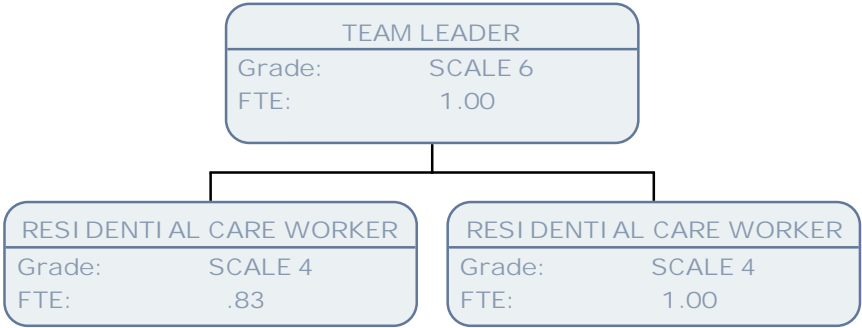 TEAM LEADER
Grade: SCALE 6
FTE: 1.00
RESIDENTIAL CARE WORKER
Grade: SCALE 4
FTE: .83
RESIDENTIAL CARE WORKER
Grade: SCALE 4
FTE: 1.00